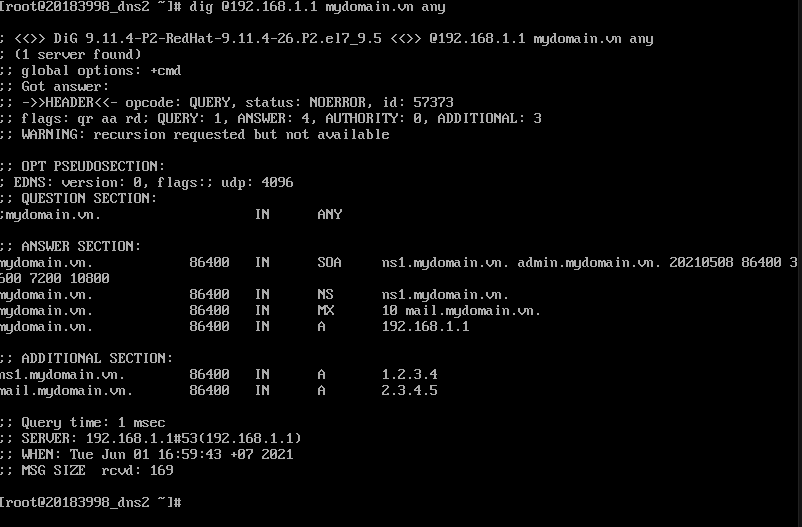 [root@20183998_dns2 ~]# dig @192.168.1.1 mydomain.vn any
; <<>> DiG 9.11.4-P2-RedHat-9.11.4-26.P2.el7_9.5 <<>> @192.168.1.1 mydomain.vn any
; (1 server found)
;; global options: +cmd
;; Got answer:
;; ->>HEADER<<- opcode: QUERY, status: NOERROR, id: 57373
;; flags: qr aa rd; QUERY: 1, ANSWER: 4, AUTHORITY: 0, ADDITIONAL: 3
;; WARNING: recursion requested but not available
;; OPT PSEUDOSECTION:
; EDNS: version: 0, flags:; udp: 4096
;; QUESTION SECTION:
;mydomain.vn. IN ANY
;; ANSWER SECTION:
mydomain.vn. 86400 IN SOA ns1.mydomain.vn. admin.mydomain.vn. 20210508 86400 3
600 7200 10800
mydomain.vn. 86400 IN NS ns1.mydomain.vn.
mydomain.vn. 86400 IN MX 10 mail.mydomain.vn.
mydomain.vn. 86400 IN A 192.168.1.1
;; ADDITIONAL SECTION:
ns1.mydomain.vn. 86400 IN A 1.2.3.4
mail.mydomain.vn. 86400 IN A 2.3.4.5
;; Query time: 1 msec
;; SERVER: 192.168.1.1#53(192.168.1.1)
;; WHEN: Tue Jun 01 16:59:43 +07 2021
;; MSG SIZE rcvd: 169
[root@20183998_dns2 ~]#